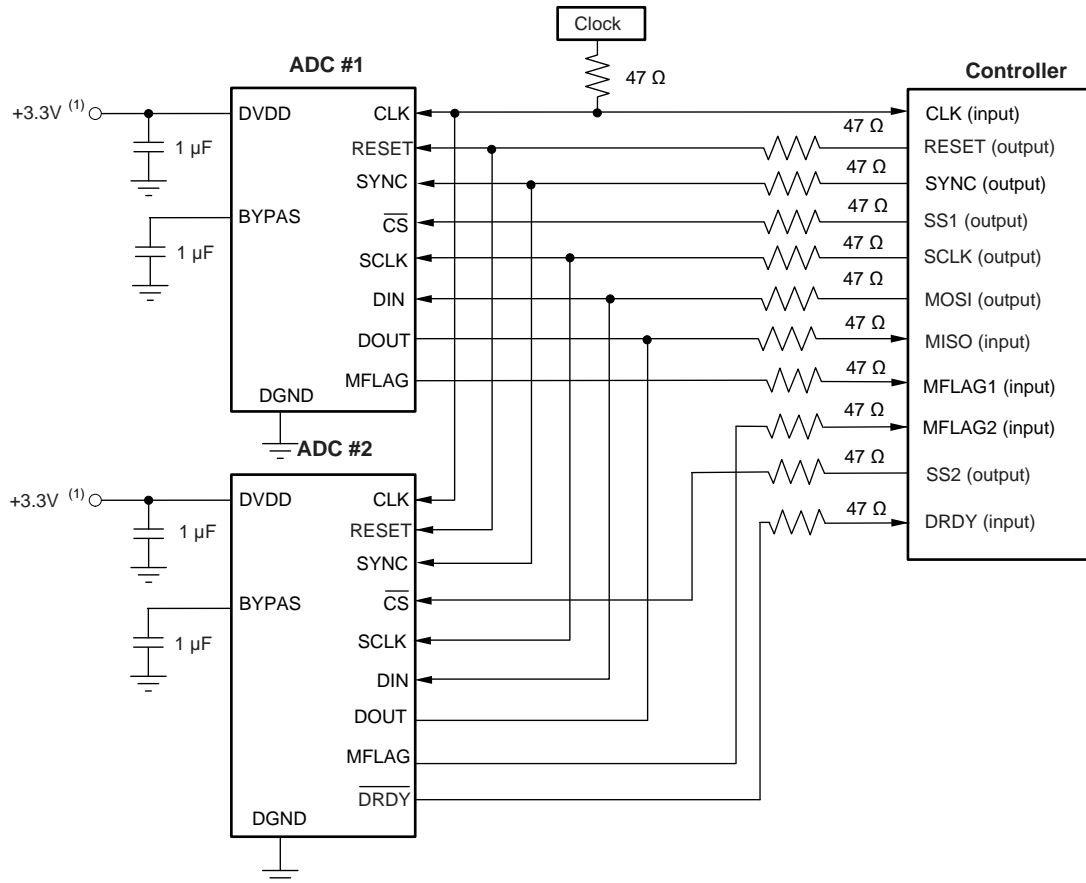 Clock
47 Ω
ADC #1
Controller
+3.3V (1)
1 µF
1 µF
DVDD
BYPAS
DGND
CLK
RESET
SYNC
CS
SCLK
DIN
DOUT
MFLAG
47 Ω
47 Ω
47 Ω
47 Ω
47 Ω
47 Ω
47 Ω
47 Ω
47 Ω
47 Ω
CLK (input)
RESET (output)
SYNC (output)
SS1 (output)
SCLK (output)
MOSI (output)
MISO (input)
MFLAG1 (input)
MFLAG2 (input)
SS2 (output)
DRDY (input)
ADC #2
+3.3V (1)
1 µF
1 µF
DVDD
BYPAS
DGND
CLK
RESET
SYNC
CS
SCLK
DIN
DOUT
MFLAG
DRDY